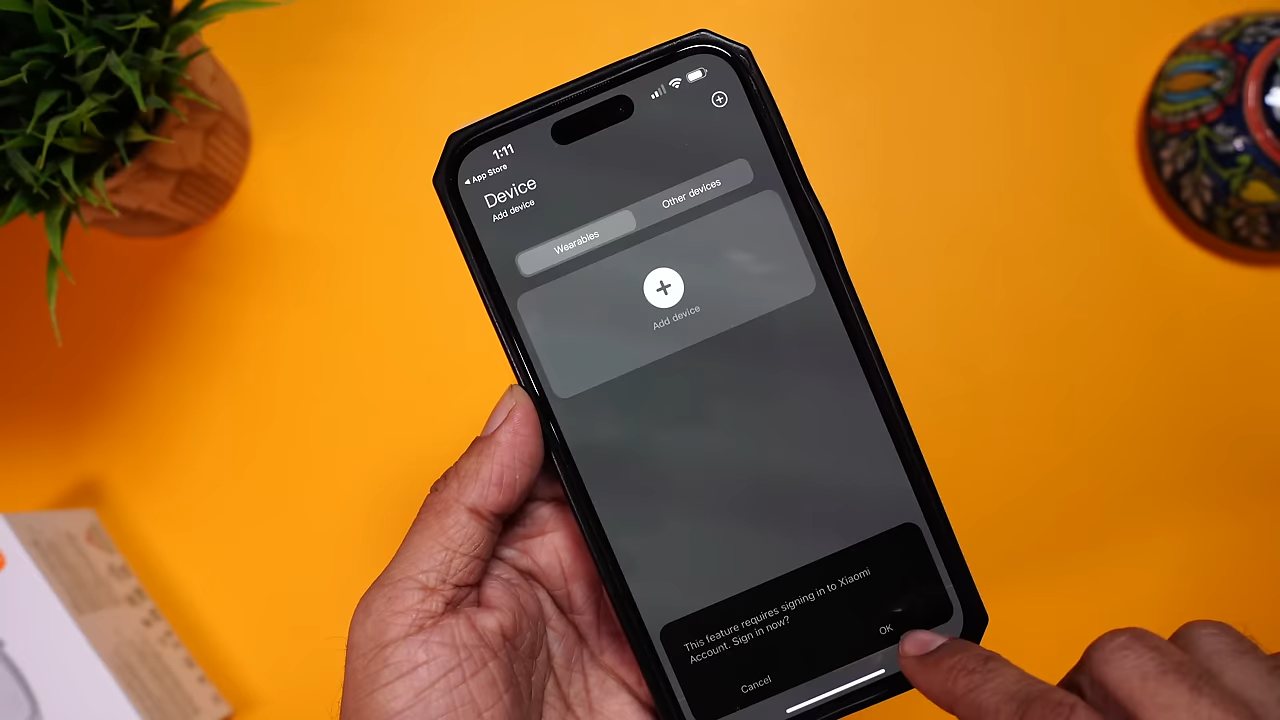 1:11
◀ App Store
Device
Add device
Wearables
Other devices
Add device
This feature requires signing in to Xiaomi
Account. Sign in now?
Cancel
OK